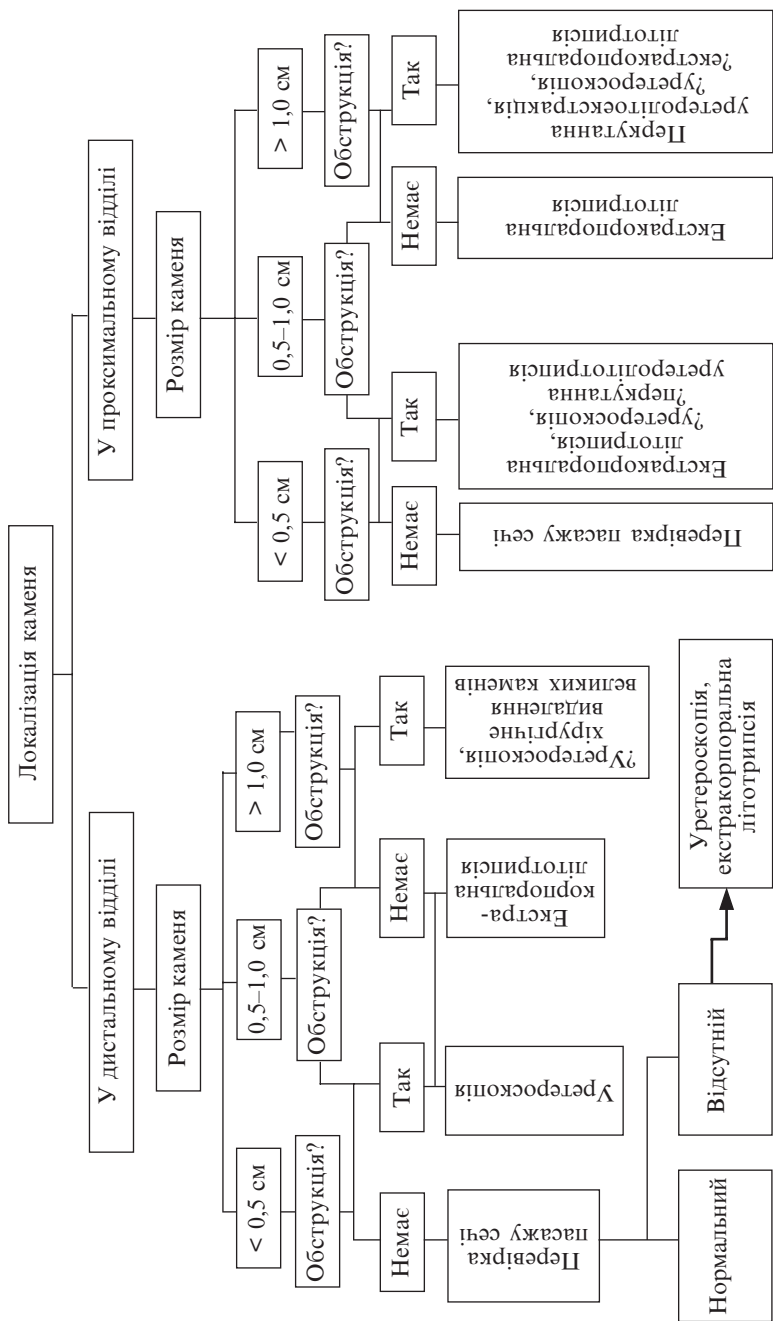 Локалізація каменя
У дистальному відділі
У проксимальному відділі
Розмір каменя
Розмір каменя
< 0,5 см
0,5–1,0 см
> 1,0 см
< 0,5 см
0,5–1,0 см
> 1,0 см
Обструкція?
Обструкція?
Обструкція?
Обструкція?
Обструкція?
Обструкція?
Немає
Так
Немає
Так
Немає
Так
Немає
Так
Перевірка
пасажу сечі
Уретероскопія
Екстра-
корпоральна
літотрипсія
?Уретероскопія,
хірургічне
видалення
великих каменів
Перевірка пасажу сечі
Екстракорпоральна
літотрипсія,
?уретероскопія,
?перкутанна
уретеролітотрипсія
Екстракорпоральна
літотрипсія
Перкутанна
уретеролітоекстракція,
?уретероскопія,
?екстракорпоральна
літотрипсія
Нормальний
Відсутній
Уретероскопія,
екстракорпоральна
літотрипсія